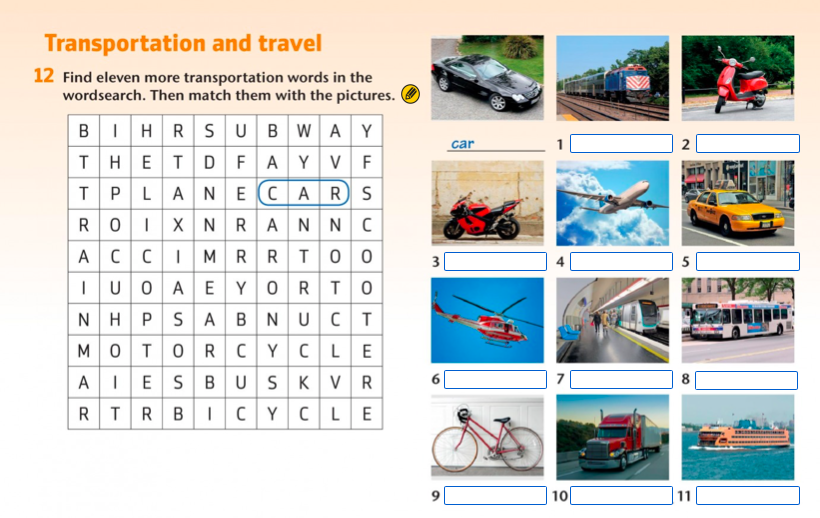 Transportation and travel
12 Find eleven more transportation words in the
wordsearch. Then match them with the pictures.
B I H R S U B W A Y
T H E T D F A Y V F
T P L A N E C A R S
R O I X N R A N N C
A C C I M R R T O O
I U O A E Y O R T O
N H P S A B N U C T
M O T O R C Y C L E
A I E S B U S K V R
R T R B I C Y C L E
car 1 2
3 4 5
6 7 8
9 10 11